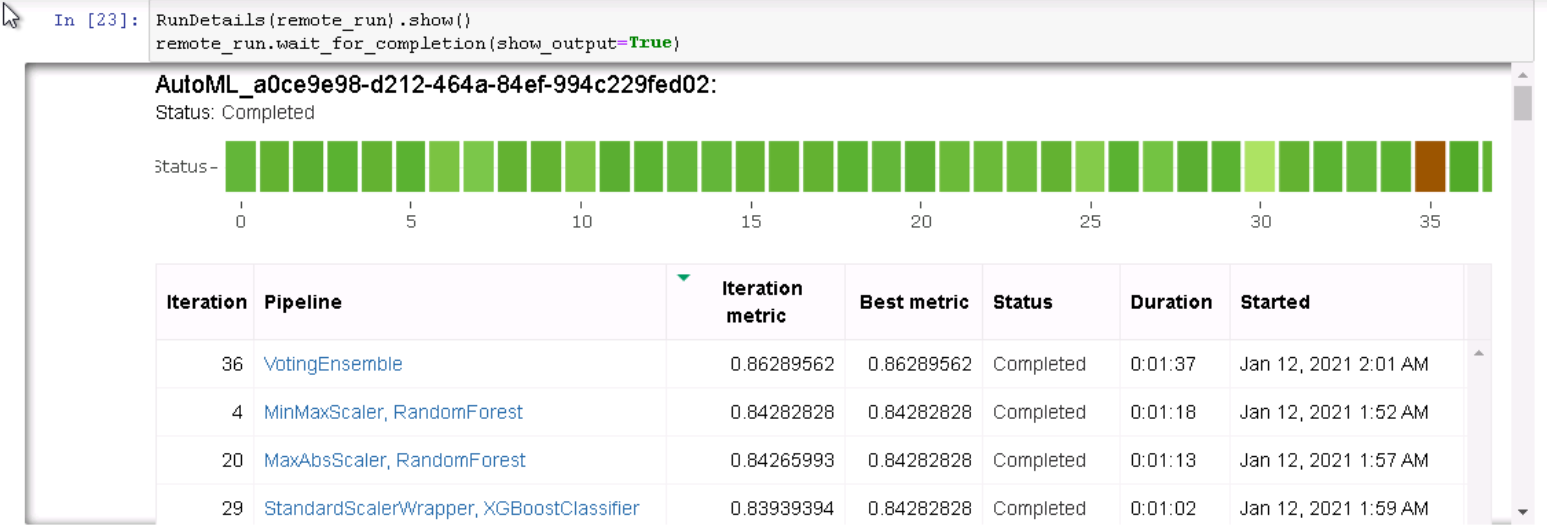 In [23]: RunDetails(remote_run).show()
remote_run.wait_for_completion(show_output=True)
AutoML_a0ce9e98-d212-464a-84ef-994c229fed02:
Status: Completed
Status
0 5 10 15 20 25 30 35
Iteration Pipeline Iteration metric Best metric Status Duration Started
36 VotingEnsemble 0.86289562 0.86289562 Completed 0:01:37 Jan 12, 2021 2:01 AM
4 MinMaxScaler, RandomForest 0.84282828 0.84282828 Completed 0:01:18 Jan 12, 2021 1:52 AM
20 MaxAbsScaler, RandomForest 0.84265993 0.84282828 Completed 0:01:13 Jan 12, 2021 1:57 AM
29 StandardScalerWrapper, XGBoostClassifier 0.83939394 0.84282828 Completed 0:01:02 Jan 12, 2021 1:59 AM